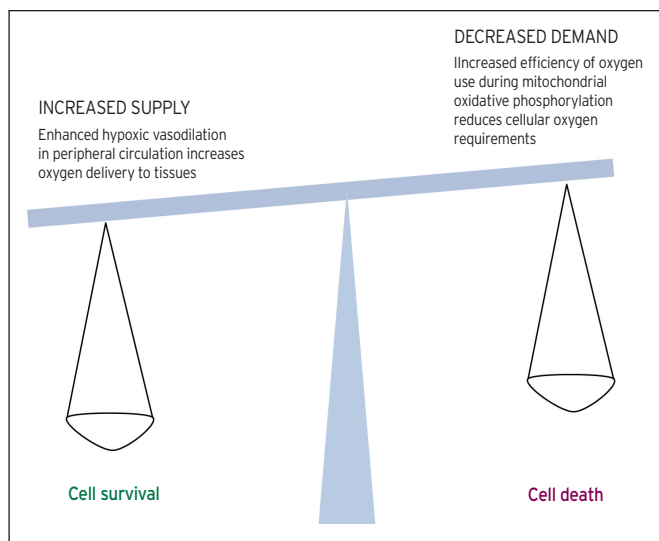 INCREASED SUPPLY
Enhanced hypoxic vasodilation
in peripheral circulation increases
oxygen delivery to tissues
DECREASED DEMAND
IIncreased efficiency of oxygen
use during mitochondrial
oxidative phosphorylation
reduces cellular oxygen
requirements
Cell survival
Cell death